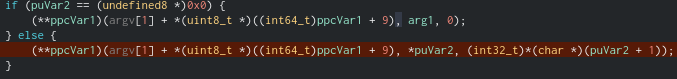 if (puVar2 == (undefined8 *)0x0) {
(**ppcVar1)(argv[1] + *(uint8_t *)((int64_t)ppcVar1 + 9), arg1, 0);
} else {
(**ppcVar1)(argv[1] + *(uint8_t *)((int64_t)ppcVar1 + 9), *puVar2, (int32_t)*(char *)(puVar2 + 1));
}